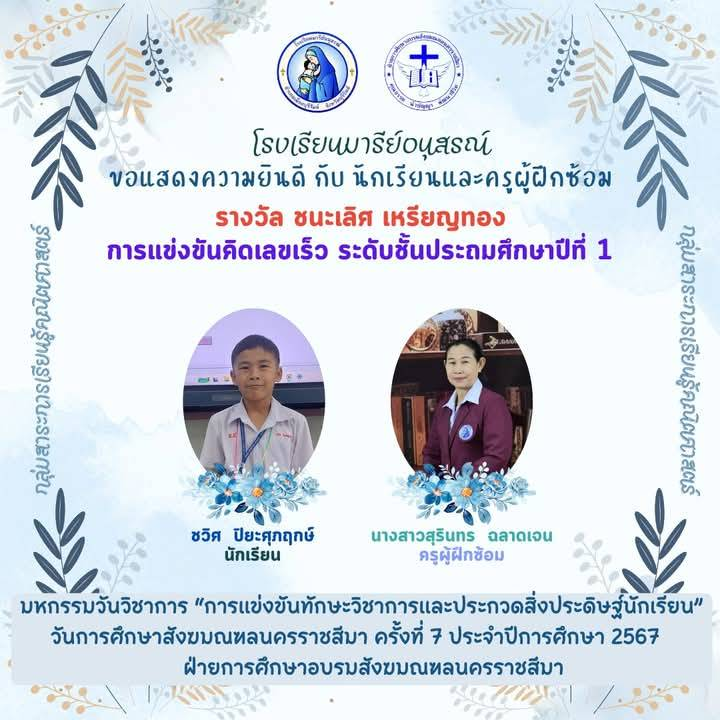 โรงเรียนมารีย์อนุสรณ์
ขอแสดงความยินดี กับ นักเรียนและครูผู้ฝึกซ้อม
รางวัล ชนะเลิศ เหรียญทอง
การแข่งขันคิดเลขเร็ว ระดับชั้นประถมศึกษาปีที่ 1
กลุ่มสาระการเรียนรู้คณิตศาสตร์
กลุ่มสาระการเรียนรู้คณิตศาสตร์
ชวิศ ปิยะศุภฤกษ์
นักเรียน
นางสาวสุรินทร ฉลาดเจน
ครูผู้ฝึกซ้อม
มหกรรมวันวิชาการ “การแข่งขันทักษะวิชาการและประกวดสิ่งประดิษฐ์นักเรียน”
วันการศึกษาสังฆมณฑลนครราชสีมา ครั้งที่ 7 ประจำปีการศึกษา 2567
ฝ่ายการศึกษาอบรมสังฆมณฑลนครราชสีมา